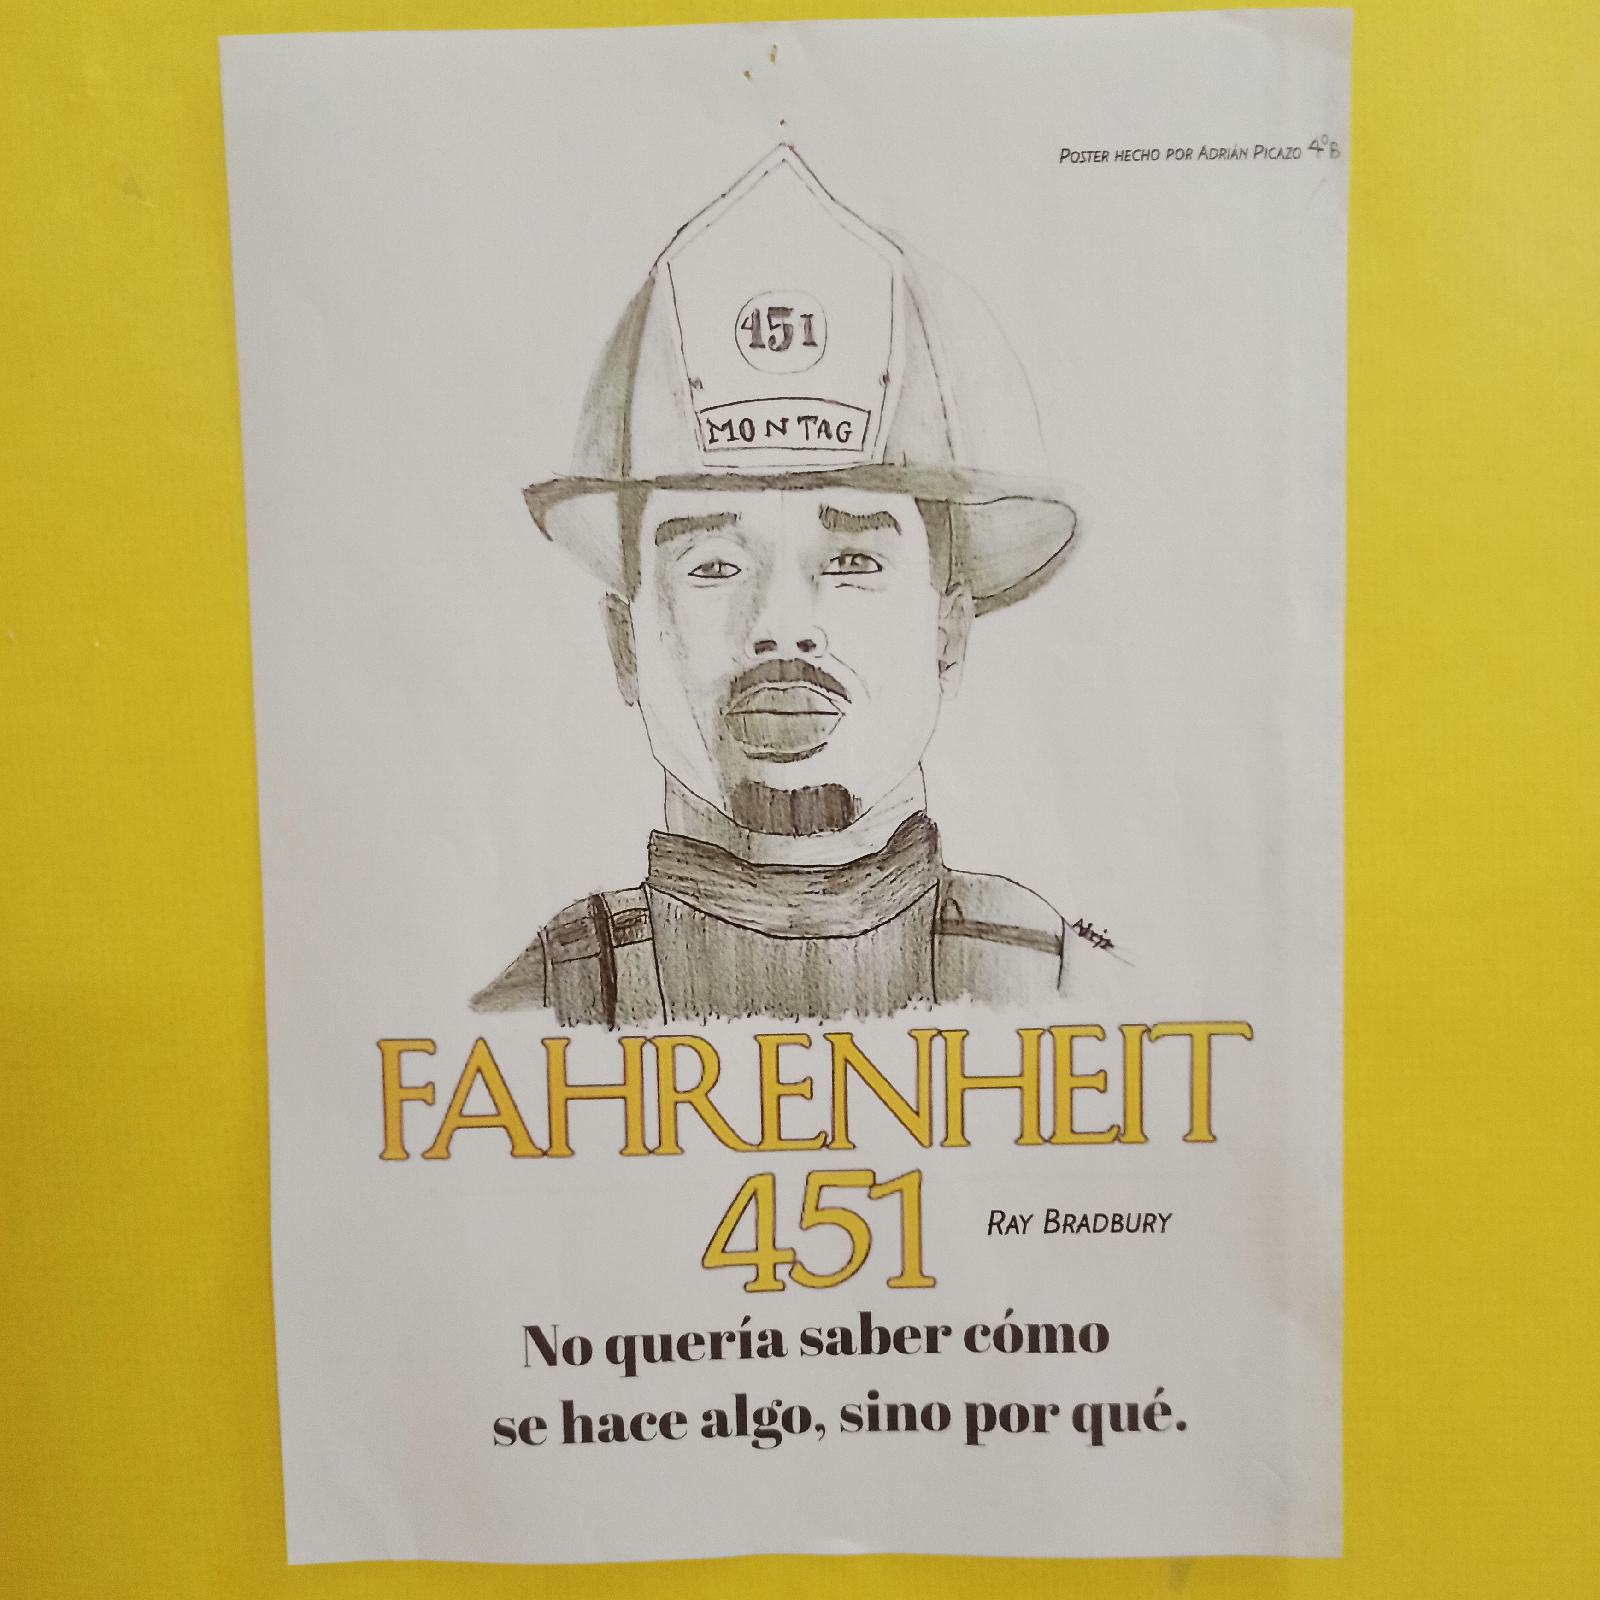 POSTER HECHO POR ADRIÁN PICAZO 4ºB
451
MONTAG
FAHRENHEIT
451
RAY BRADBURY
No quería saber cómo
se hace algo, sino por qué.